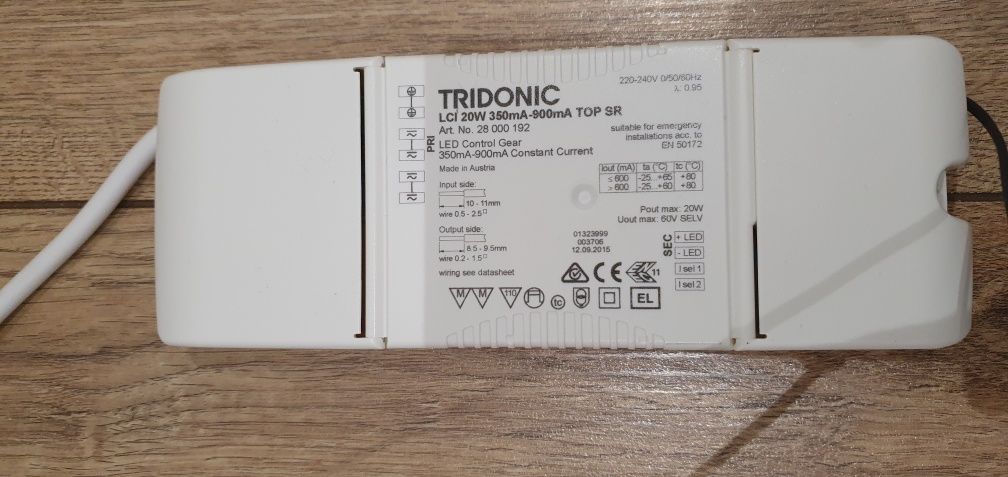 TRIDONIC
LCI 20W 350mA-900mA TOP SR
Art. No. 28 000 192
LED Control Gear
350mA-900mA Constant Current
Made in Austria
Input side:
10 - 11mm
wire 0.5 - 2.5□
Output side:
8.5 - 9.5mm
wire 0.2 - 1.5□
wiring see datasheet
PRI
220-240V 0/50/60Hz
λ: 0.95
suitable for emergency
installations acc. to
EN 50172
Iout (mA) ta (°C) tc (°C)
≤ 600 -25...+65 +80
> 600 -25...+60 +80
Pout max: 20W
Uout max: 60V SELV
01323999
003706
12.09.2015
SEC
+ LED
- LED
I sel 1
I sel 2
CE 11
M M 110 tc EL